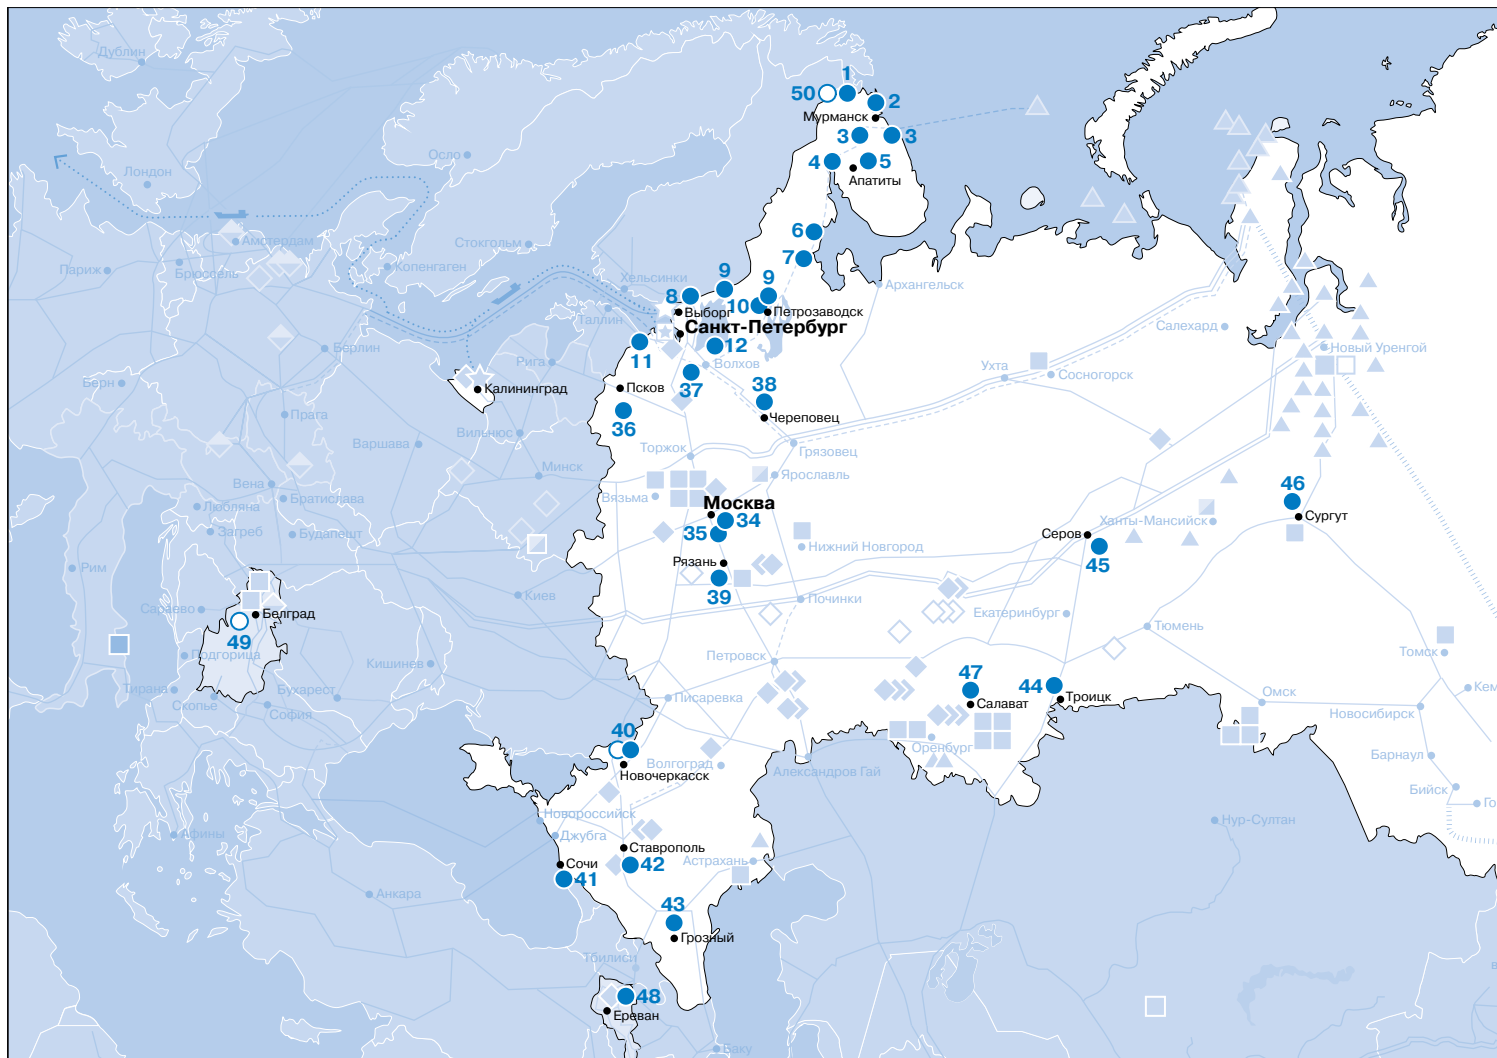 Дублин
1
50
2
Мурманск
3
3
Осло
4
5
Лондон
Апатиты
6
Амстердам
Стокгольм
7
Париж
Брюссель
Копенгаген
Хельсинки
9
9
Архангельск
8
10
Выборг
Петрозаводск
Таллин
Санкт-Петербург
Салехард
11
12
Берлин
Рига
Волхов
Новый Уренгой
Ухта
Сосногорск
Берн
Калининград
Псков
37
38
36
Череповец
Прага
Вильнюс
Варшава
Торжок
Грязовец
Минск
Ярославль
Вена
Вязьма
46
Братислава
Любляна
Москва
34
Ханты-Мансийск
Сургут
Загреб
Будапешт
35
Серов
Нижний Новгород
45
Рим
Рязань
39
Киев
Починки
Сараево
Белград
Екатеринбург
Тюмень
49
Подгорица
Кишинев
Петровск
Томск
Тирана
Бухарест
47
44
Кем
Скопье
Писаревка
Салават
Троицк
Омск
София
Новосибирск
40
Оренбург
Волгоград
Новочеркасск
Александров Гай
Барнаул
Бийск
Го
Новороссийск
Нур-Султан
Афины
Джубга
Ставрополь
Сочи
42
Астрахань
41
Анкара
43
Грозный
Тбилиси
в
48
Ереван
Баку